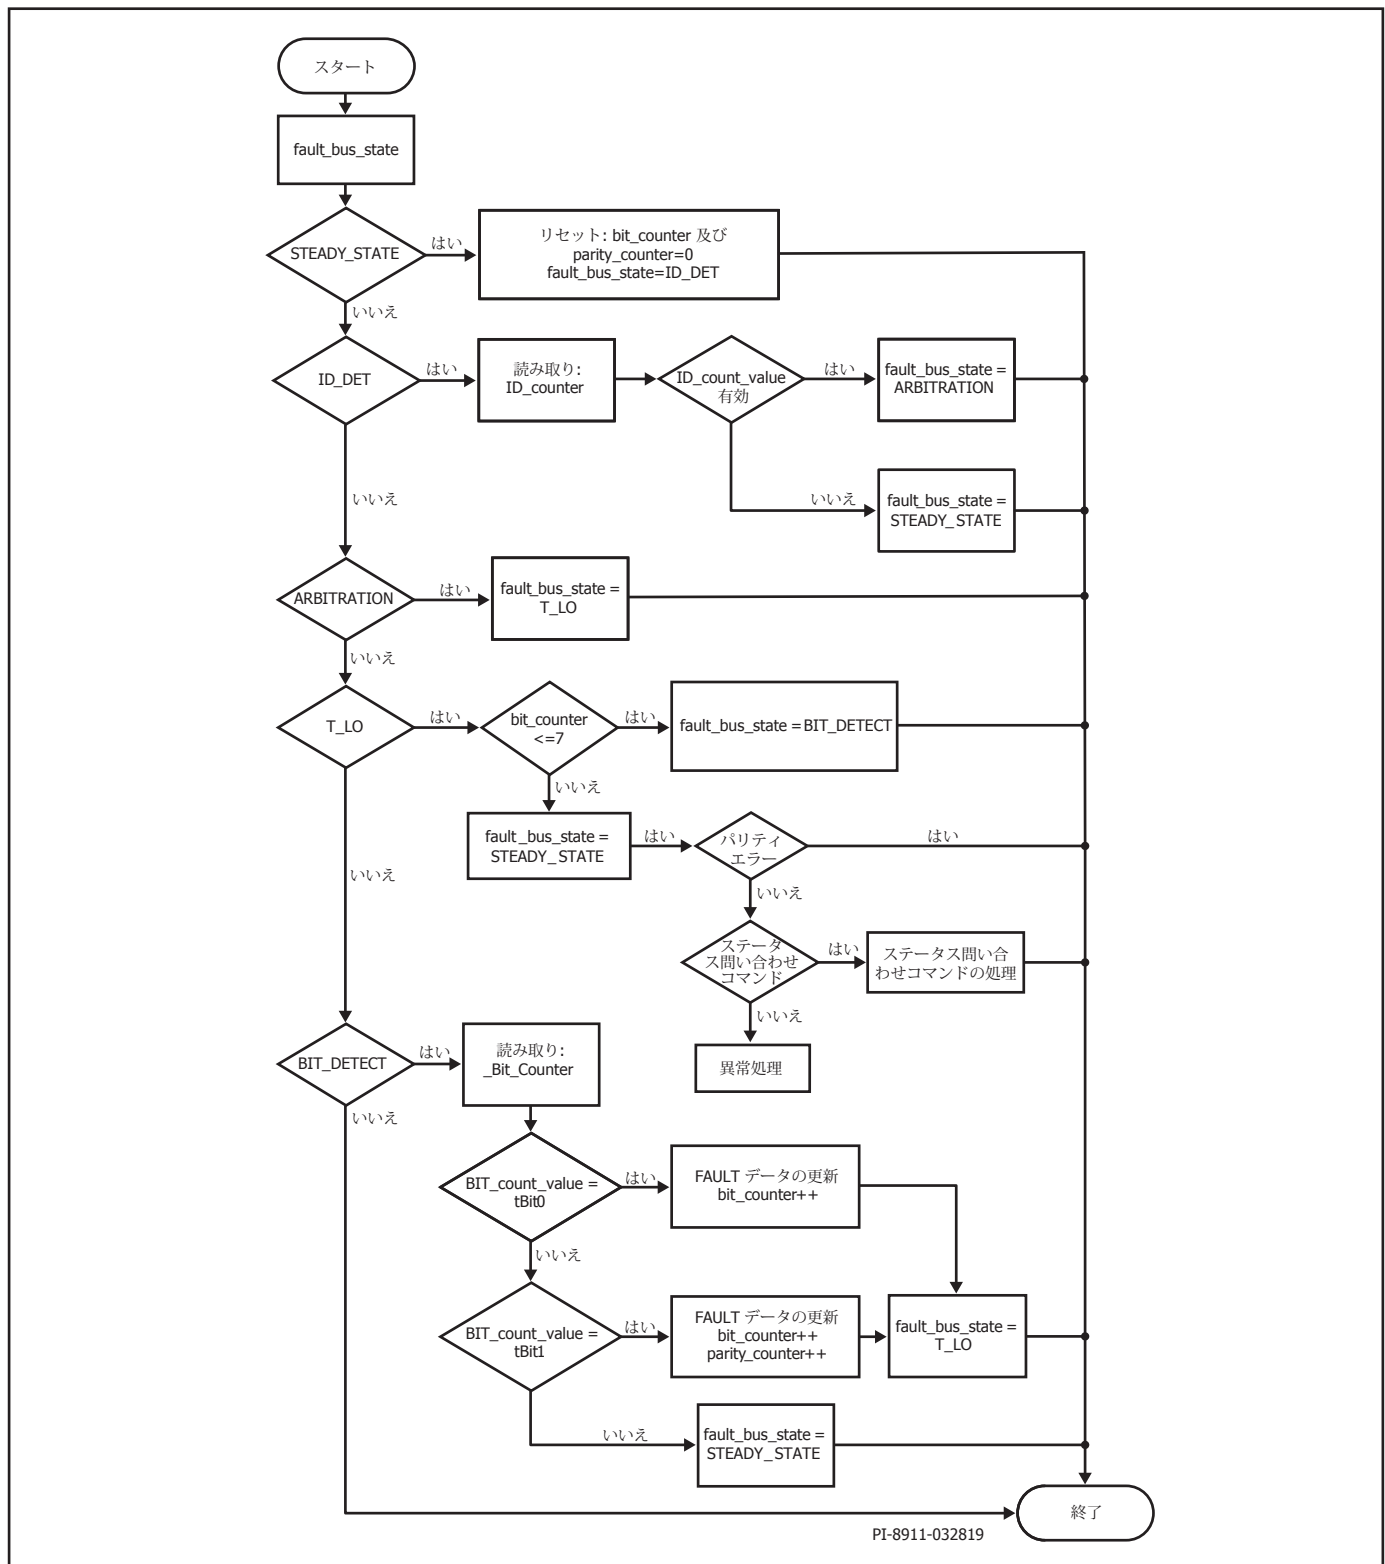 スタート
fault_bus_state
STEADY_STATE
はい
リセット: bit_counter 及び
parity_counter=0
fault_bus_state=ID_DET
いいえ
ID_DET
はい
読み取り:
ID_counter
ID_count_value
有効
はい
fault_bus_state =
ARBITRATION
いいえ
いいえ
fault_bus_state =
STEADY_STATE
ARBITRATION
はい
fault_bus_state =
T_LO
いいえ
T_LO
はい
bit_counter
<=7
はい
fault_bus_state = BIT_DETECT
いいえ
fault_bus_state =
STEADY_STATE
はい
パリティ
エラー
はい
いいえ
いいえ
ステータ
ス問い合わせ
コマンド
はい
ステータス問い合
わせコマンドの処理
いいえ
異常処理
BIT_DETECT
はい
読み取り:
_Bit_Counter
いいえ
BIT_count_value =
tBit0
はい
FAULT データの更新
bit_counter++
いいえ
BIT_count_value =
tBit1
はい
FAULT データの更新
bit_counter++
parity_counter++
fault_bus_state =
T_LO
いいえ
fault_bus_state =
STEADY_STATE
終了
PI-8911-032819